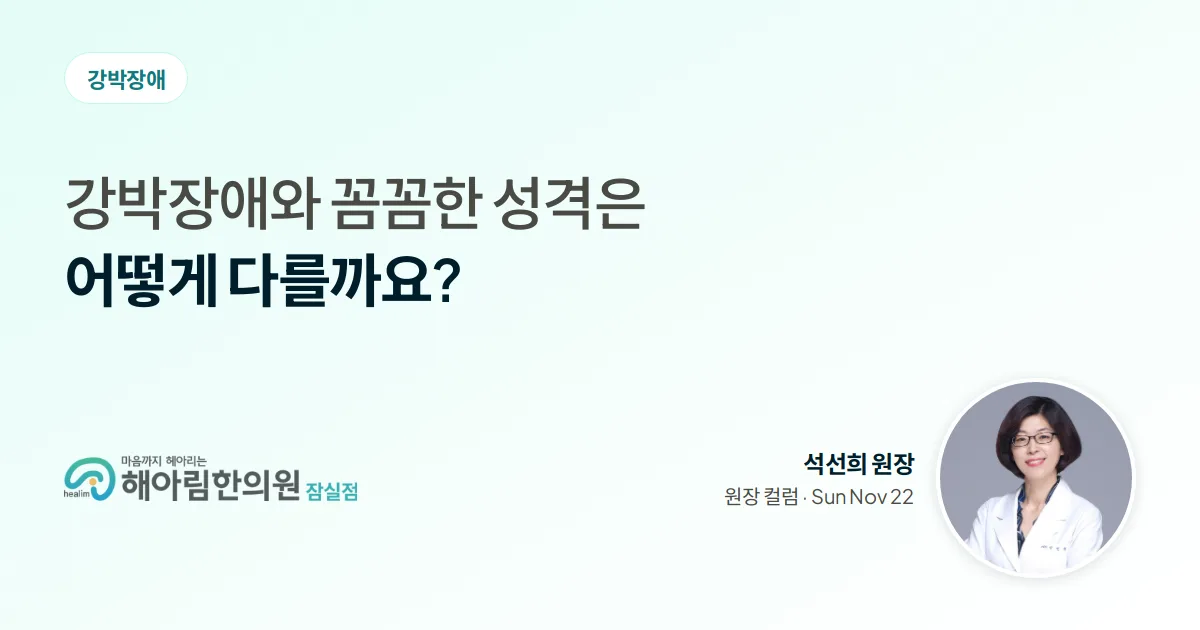 강박장애
강박장애와 꼼꼼한 성격은
어떻게 다를까요?
마음까지 헤아리는
healim
해아림한의원 잠실점
석선희 원장
원장 컬럼 · Sun Nov 22